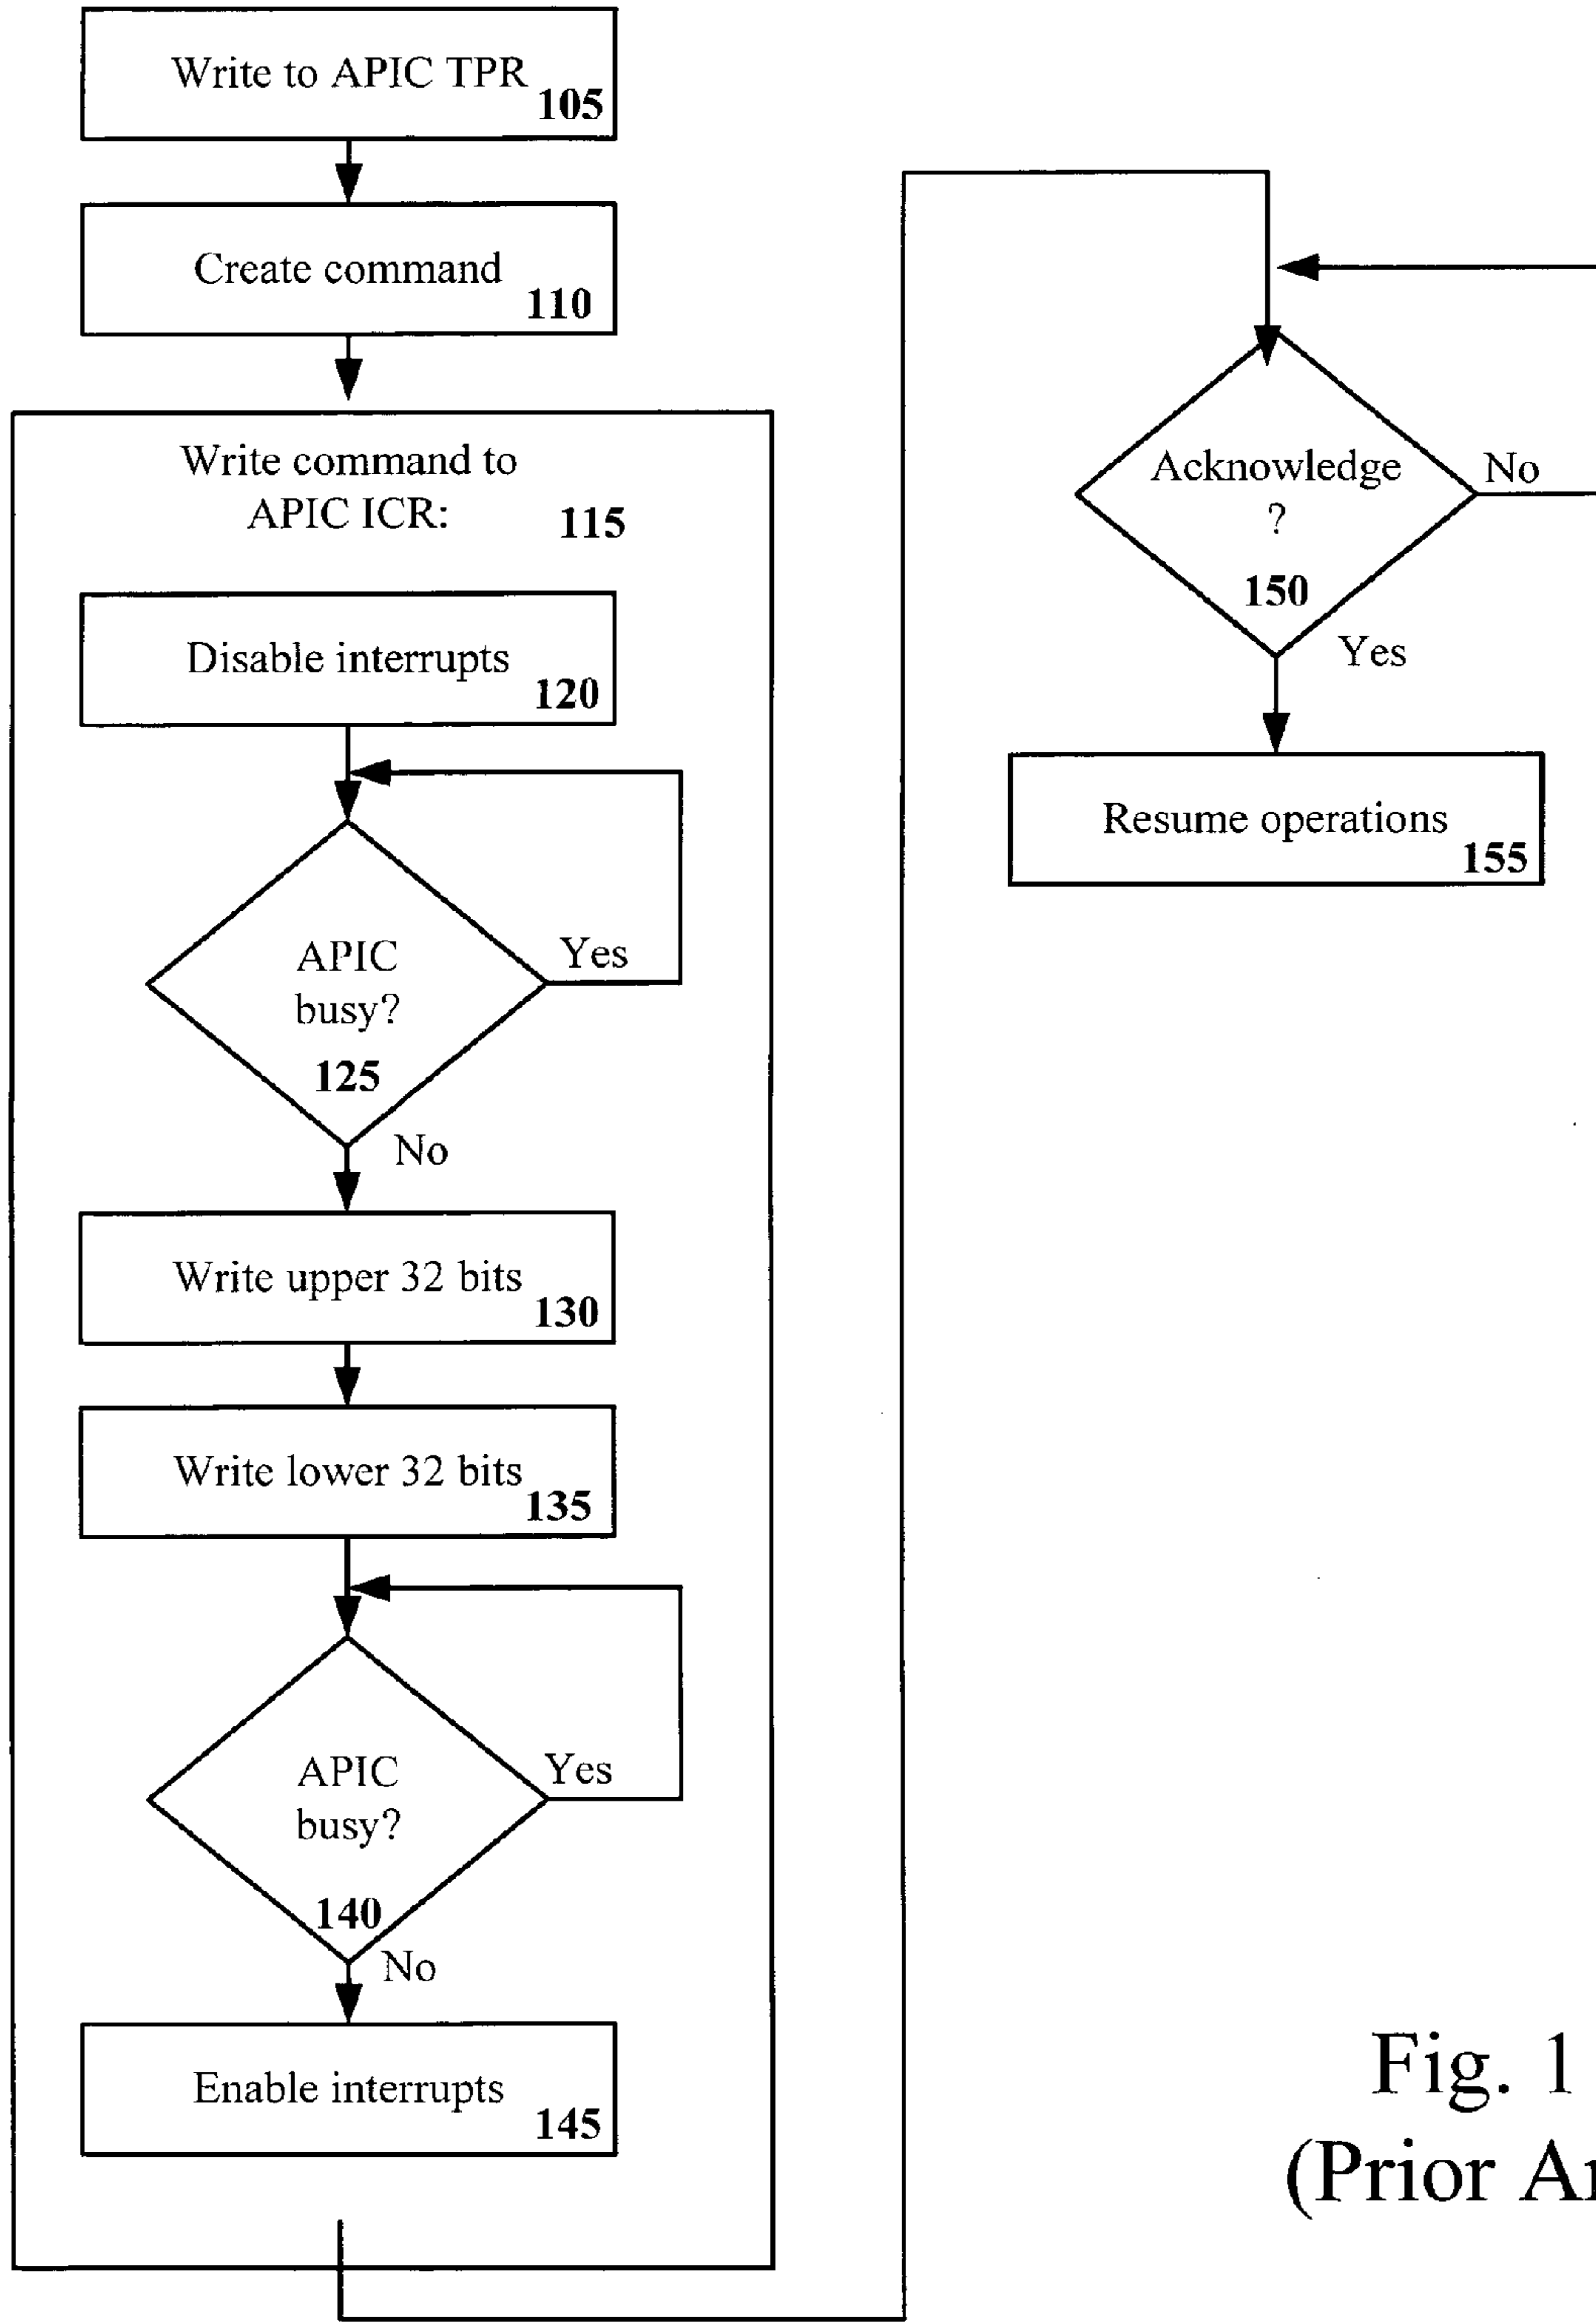 Write to APIC TPR
105
Create command
110
Write command to
APIC ICR:
115
Disable interrupts
120
APIC
busy?
125
Yes
No
Write upper 32 bits
130
Write lower 32 bits
135
APIC
busy?
140
Yes
No
Enable interrupts
145
Acknowledge
?
150
No
Yes
Resume operations
155
Fig. 1
(Prior